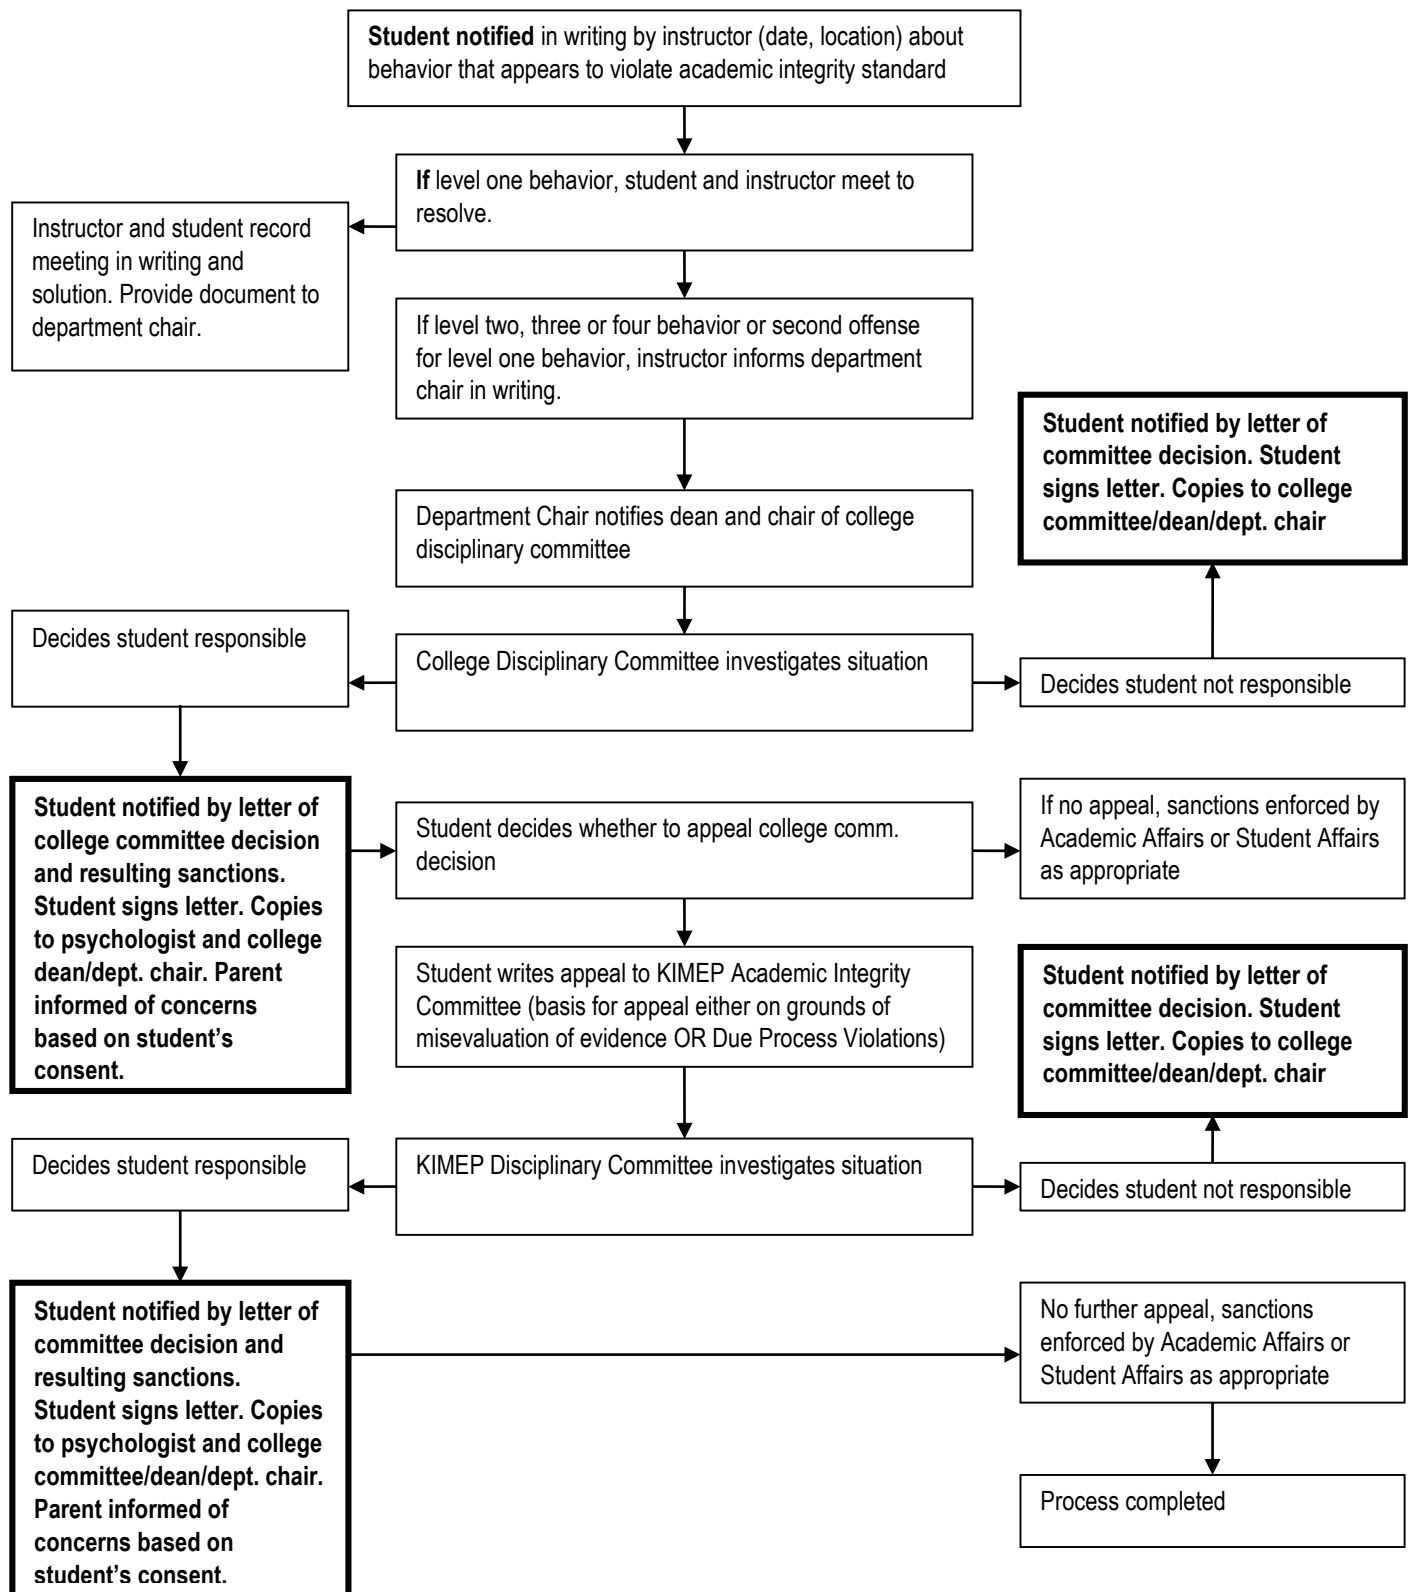 Student notified in writing by instructor (date, location) about
behavior that appears to violate academic integrity standard
If level one behavior, student and instructor meet to
resolve.
Instructor and student record
meeting in writing and
solution. Provide document to
department chair.
If level two, three or four behavior or second offense
for level one behavior, instructor informs department
chair in writing.
Student notified by letter of
committee decision. Student
signs letter. Copies to college
committee/dean/dept. chair
Department Chair notifies dean and chair of college
disciplinary committee
Decides student responsible
College Disciplinary Committee investigates situation
Decides student not responsible
Student notified by letter of
college committee decision
and resulting sanctions.
Student signs letter. Copies
to psychologist and college
dean/dept. chair. Parent
informed of concerns
based on student's
consent.
Student decides whether to appeal college comm.
decision
If no appeal, sanctions enforced by
Academic Affairs or Student Affairs
as appropriate
Student writes appeal to KIMEP Academic Integrity
Committee (basis for appeal either on grounds of
misevaluation of evidence OR Due Process Violations)
Student notified by letter of
committee decision. Student
signs letter. Copies to college
committee/dean/dept. chair
Decides student responsible
KIMEP Disciplinary Committee investigates situation
Decides student not responsible
Student notified by letter of
committee decision and
resulting sanctions.
Student signs letter. Copies
to psychologist and college
committee/dean/dept. chair.
Parent informed of
concerns based on
student's consent.
No further appeal, sanctions
enforced by Academic Affairs or
Student Affairs as appropriate
Process completed